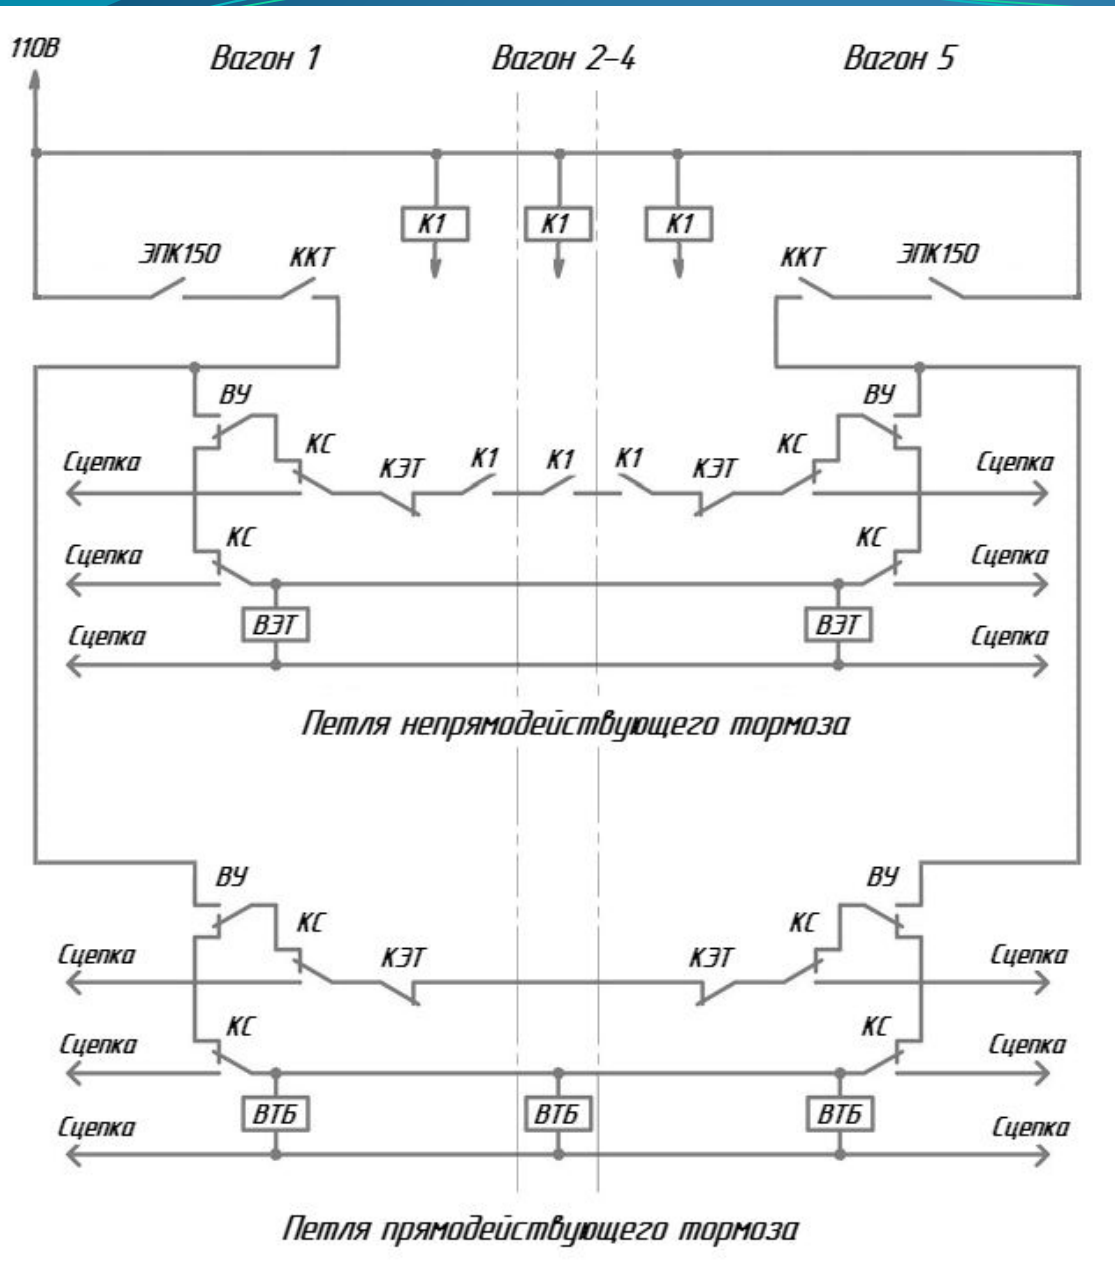 110В Вагон 1 Вагон 2-4 Вагон 5
К1 К1 К1
ЭПК150 ККТ ККТ ЭПК150
ВУ ВУ
Сцепка КС КЭТ К1 К1 К1 КЭТ КС Сцепка
Сцепка КС КС Сцепка
Сцепка ВЭТ ВЭТ Сцепка
Петля непрямодействующего тормоза
ВУ ВУ
Сцепка КС КЭТ КЭТ КС Сцепка
Сцепка КС КС Сцепка
Сцепка ВТБ ВТБ ВТБ Сцепка
Петля прямодействующего тормоза